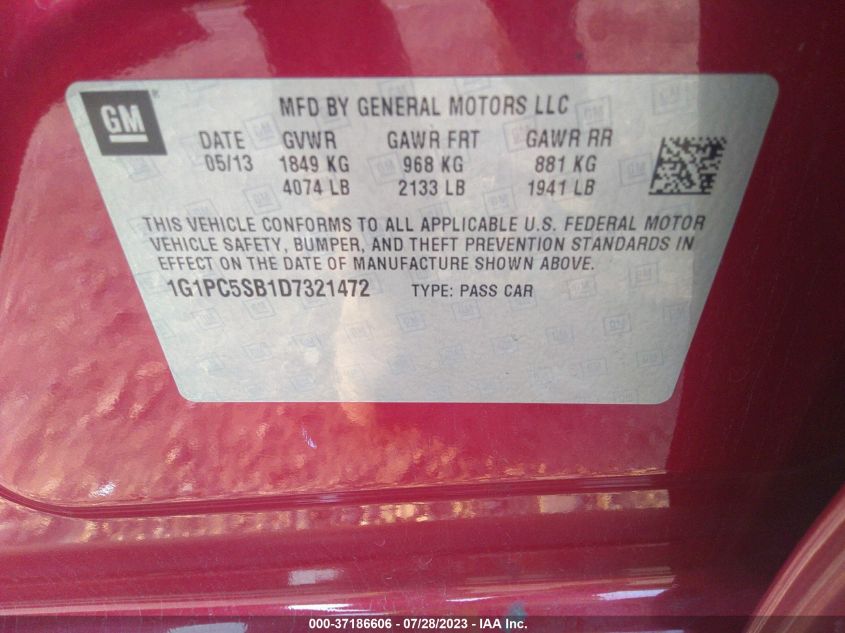 GM
MFD BY GENERAL MOTORS LLC
DATE GVWR GAWR FRT GAWR RR
05/13 1849 KG 968 KG 881 KG
4074 LB 2133 LB 1941 LB
THIS VEHICLE CONFORMS TO ALL APPLICABLE U.S. FEDERAL MOTOR
VEHICLE SAFETY, BUMPER, AND THEFT PREVENTION STANDARDS IN
EFFECT ON THE DATE OF MANUFACTURE SHOWN ABOVE.
1G1PC5SB1D7321472 TYPE: PASS CAR
000-37186606 / 07/28/2023 - IAA Inc.